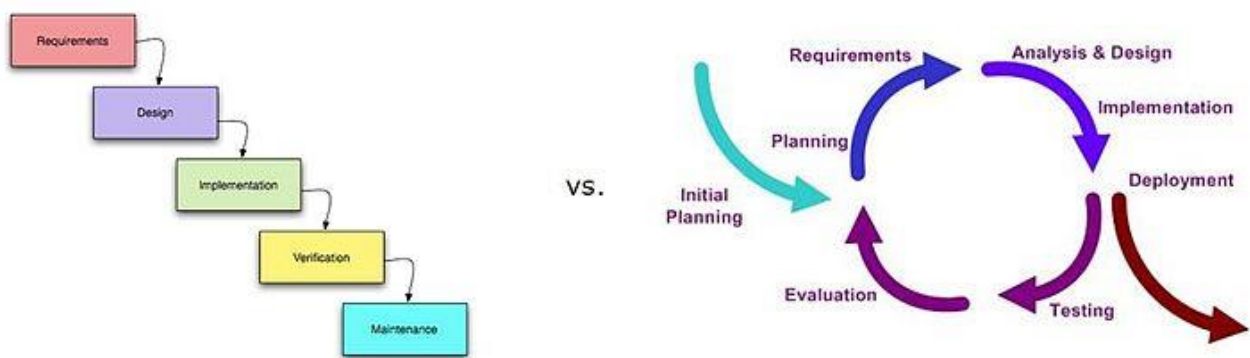 Requirements
Design
Implementation
Verification
Maintenance
vs.
Initial
Planning
Planning
Requirements
Analysis & Design
Implementation
Deployment
Testing
Evaluation